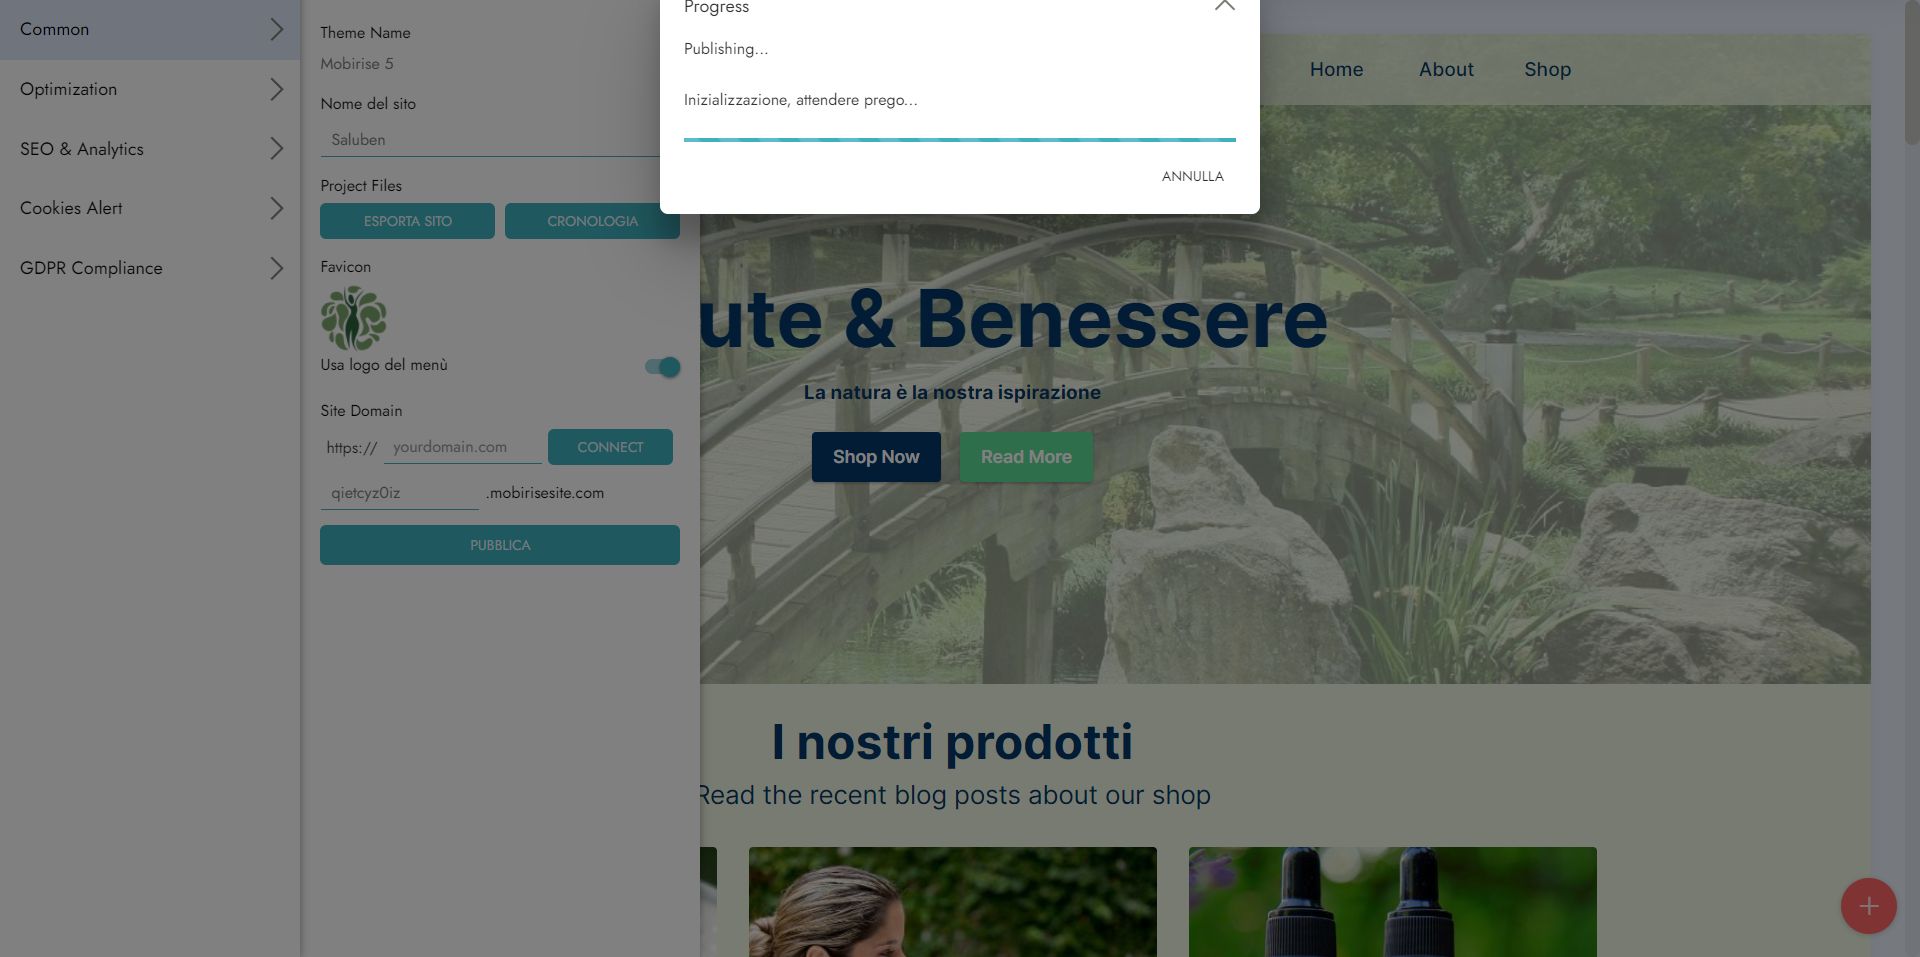 Common
Optimization
SEO & Analytics
Cookies Alert
GDPR Compliance
Theme Name
Mobirise 5
Nome del sito
Saluben
Project Files
ESPORTA SITO
CRONOLOGIA
Favicon
Usa logo del menù
Site Domain
https:// yourdomain.com CONNECT
qietcyz0iz .mobirisesite.com
PUBBLICA
Progress
Publishing...
Inizializzazione, attendere prego...
ANNULLA
Home About Shop
ute & Benessere
La natura è la nostra ispirazione
Shop Now Read More
I nostri prodotti
Read the recent blog posts about our shop